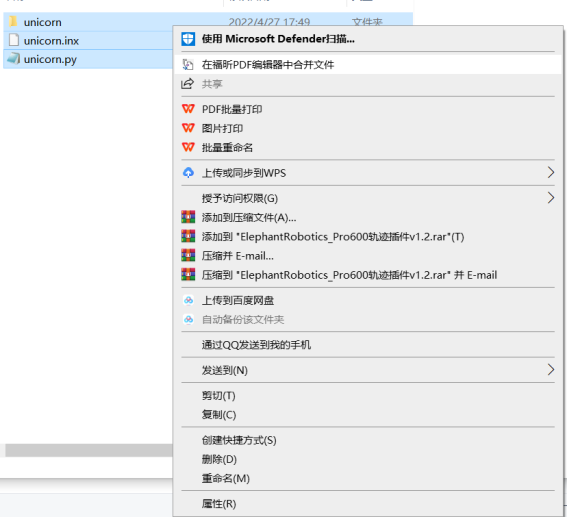 unicorn 2022/4/27 17:49 文件夹
unicorn.inx
unicorn.py
使用 Microsoft Defender扫描...
在福昕PDF编辑器中合并文件
共享
PDF批量打印
图片打印
批量重命名
上传或同步到WPS
授予访问权限(G)
添加到压缩文件(A)...
添加到 "ElephantRobotics_Pro600轨迹插件v1.2.rar"(T)
压缩并 E-mail...
压缩到 "ElephantRobotics_Pro600轨迹插件v1.2.rar" 并 E-mail
上传到百度网盘
自动备份该文件夹
通过QQ发送到我的手机
发送到(N)
剪切(T)
复制(C)
创建快捷方式(S)
删除(D)
重命名(M)
属性(R)